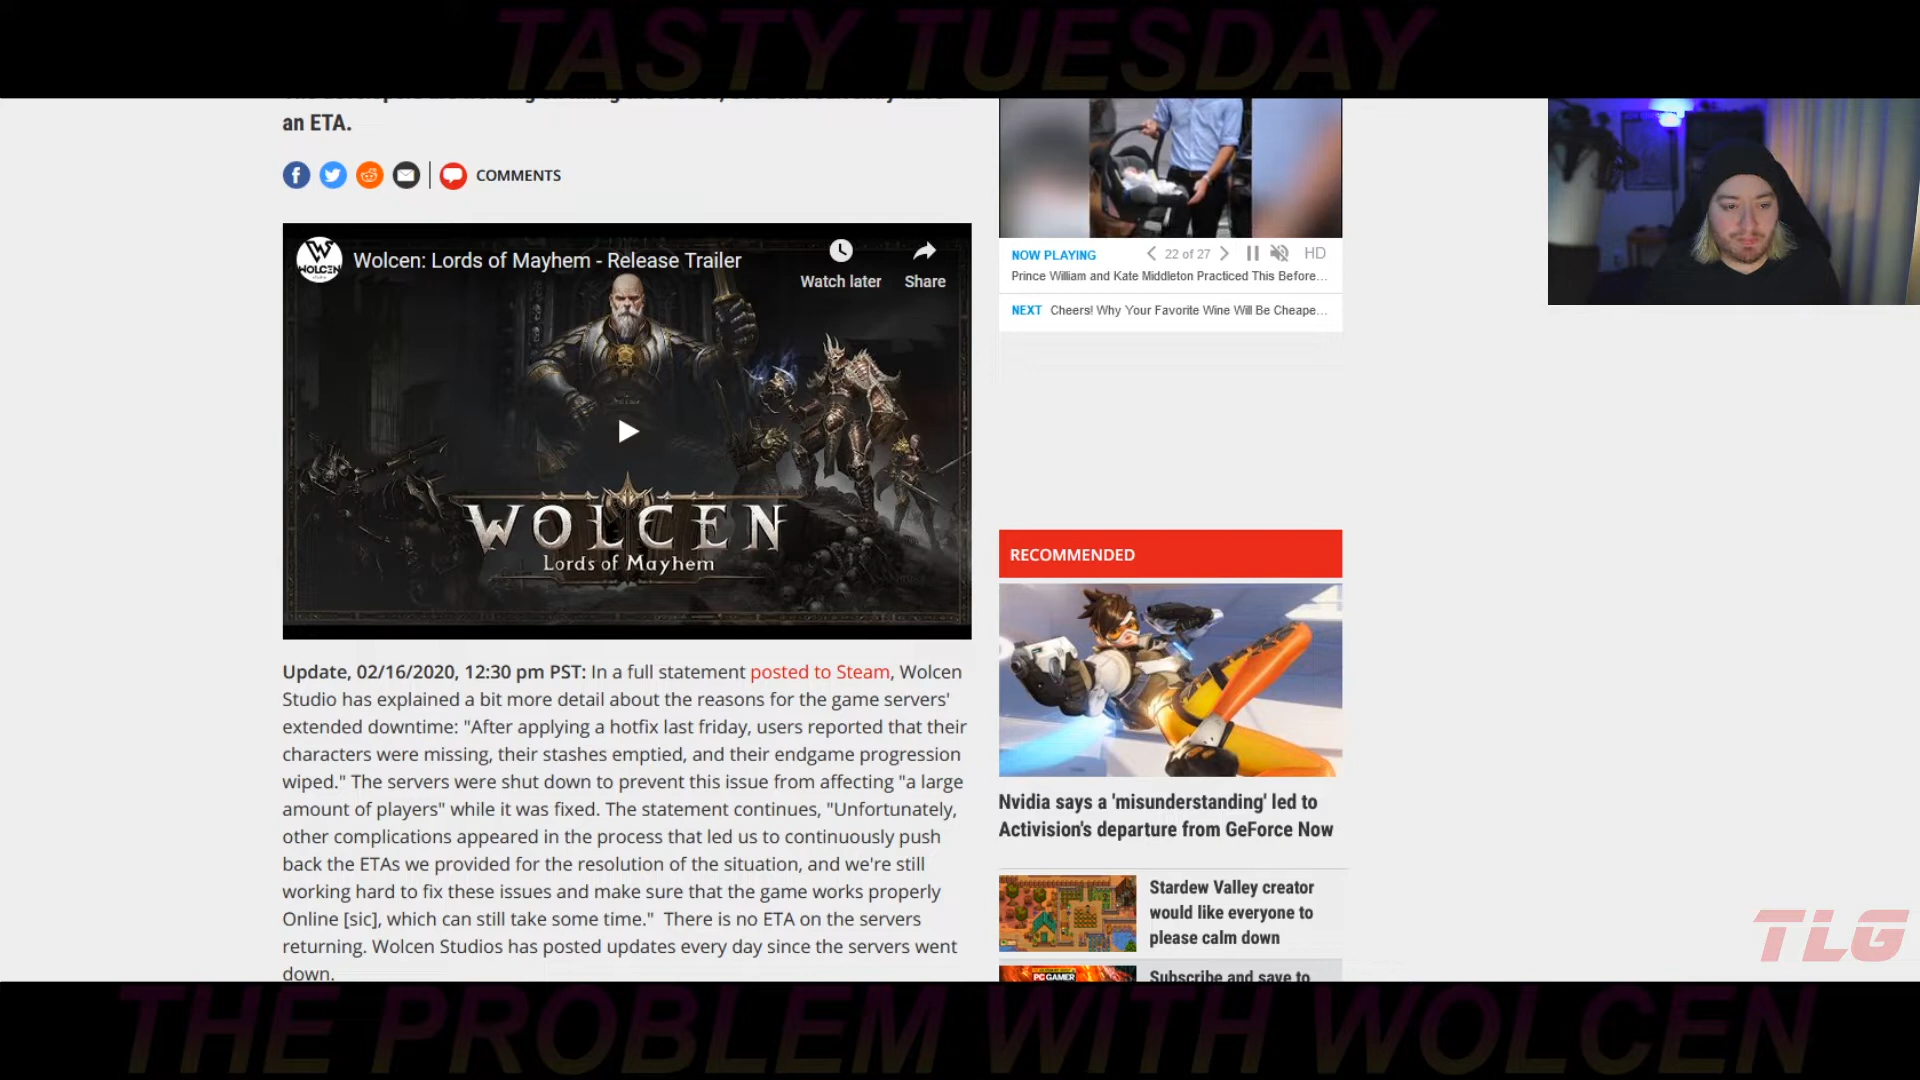 TASTY TUESDAY
an ETA.
COMMENTS
WOLCEN
Wolcen: Lords of Mayhem - Release Trailer
Watch later
Share
WOLCEN
Lords of Mayhem
Update, 02/16/2020, 12:30 pm PST: In a full statement posted to Steam, Wolcen
Studio has explained a bit more detail about the reasons for the game servers'
extended downtime: "After applying a hotfix last friday, users reported that their
characters were missing, their stashes emptied, and their endgame progression
wiped." The servers were shut down to prevent this issue from affecting "a large
amount of players" while it was fixed. The statement continues, "Unfortunately,
other complications appeared in the process that led us to continuously push
back the ETAs we provided for the resolution of the situation, and we're still
working hard to fix these issues and make sure that the game works properly
Online [sic], which can still take some time."  There is no ETA on the servers
returning. Wolcen Studios has posted updates every day since the servers went
down.
NOW PLAYING
22 of 27
HD
Prince William and Kate Middleton Practiced This Before...
NEXT Cheers! Why Your Favorite Wine Will Be Cheape...
RECOMMENDED
Nvidia says a 'misunderstanding' led to
Activision's departure from GeForce Now
Stardew Valley creator
would like everyone to
please calm down
PC GAMER
Subscribe and save to
TLG
THE PROBLEM WITH WOLCEN